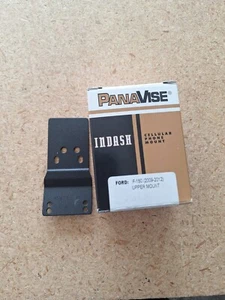 PANAVISE®
INDASH
CELLULAR
PHONE
MOUNT
FORD: F-150 (2009-2012)
UPPER MOUNT